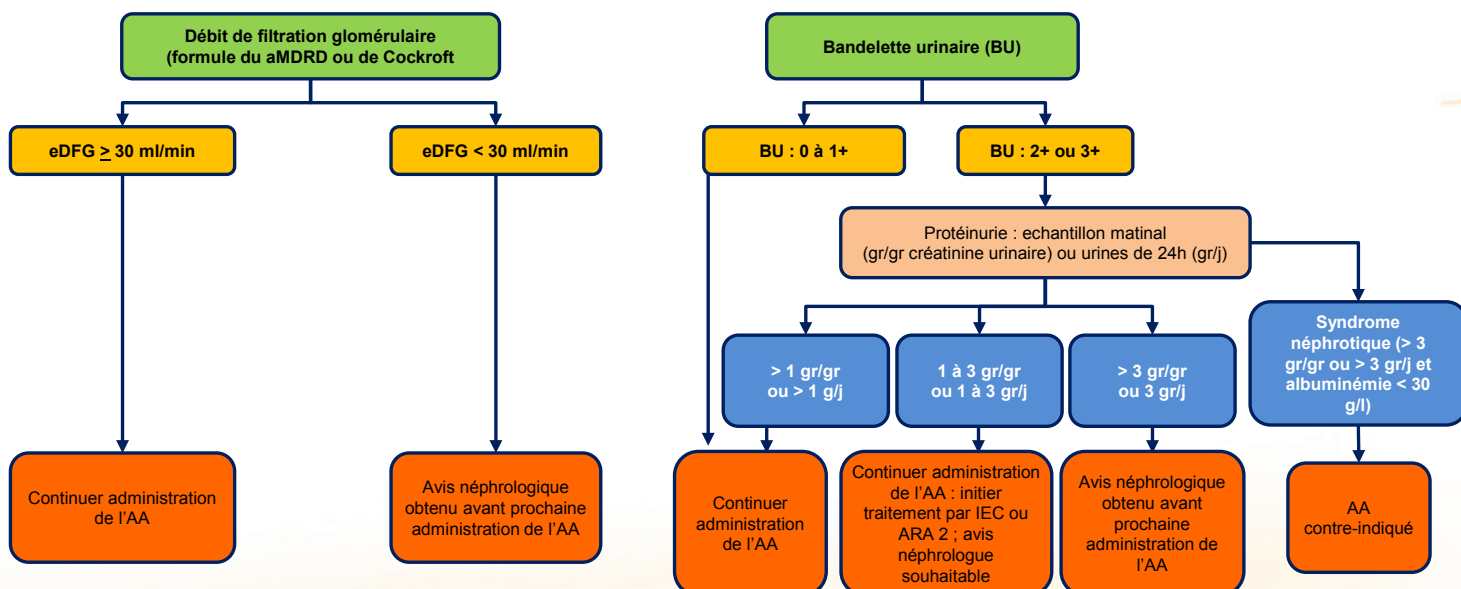 Débit de filtration glomérulaire
(formule du aMDRD ou de Cockroft
Bandelette urinaire (BU)
eDFG ≥ 30 ml/min
eDFG < 30 ml/min
BU : 0 à 1+
BU : 2+ ou 3+
Protéinurie : echantillon matinal
(gr/gr créatinine urinaire) ou urines de 24h (gr/j)
> 1 gr/gr
ou > 1 g/j
1 à 3 gr/gr
ou 1 à 3 gr/j
> 3 gr/gr
ou 3 gr/j
Syndrome
néphrotique (> 3
gr/gr ou > 3 gr/j et
albuminémie < 30
g/l)
Continuer administration
de l'AA
Avis néphrologique
obtenu avant prochaine
administration de l'AA
Continuer
administration
de l'AA
Continuer administration
de l'AA : initier
traitement par IEC ou
ARA 2 ; avis
néphrologue
souhaitable
Avis néphrologique
obtenu avant
prochaine
administration de
l'AA
AA
contre-indiqué